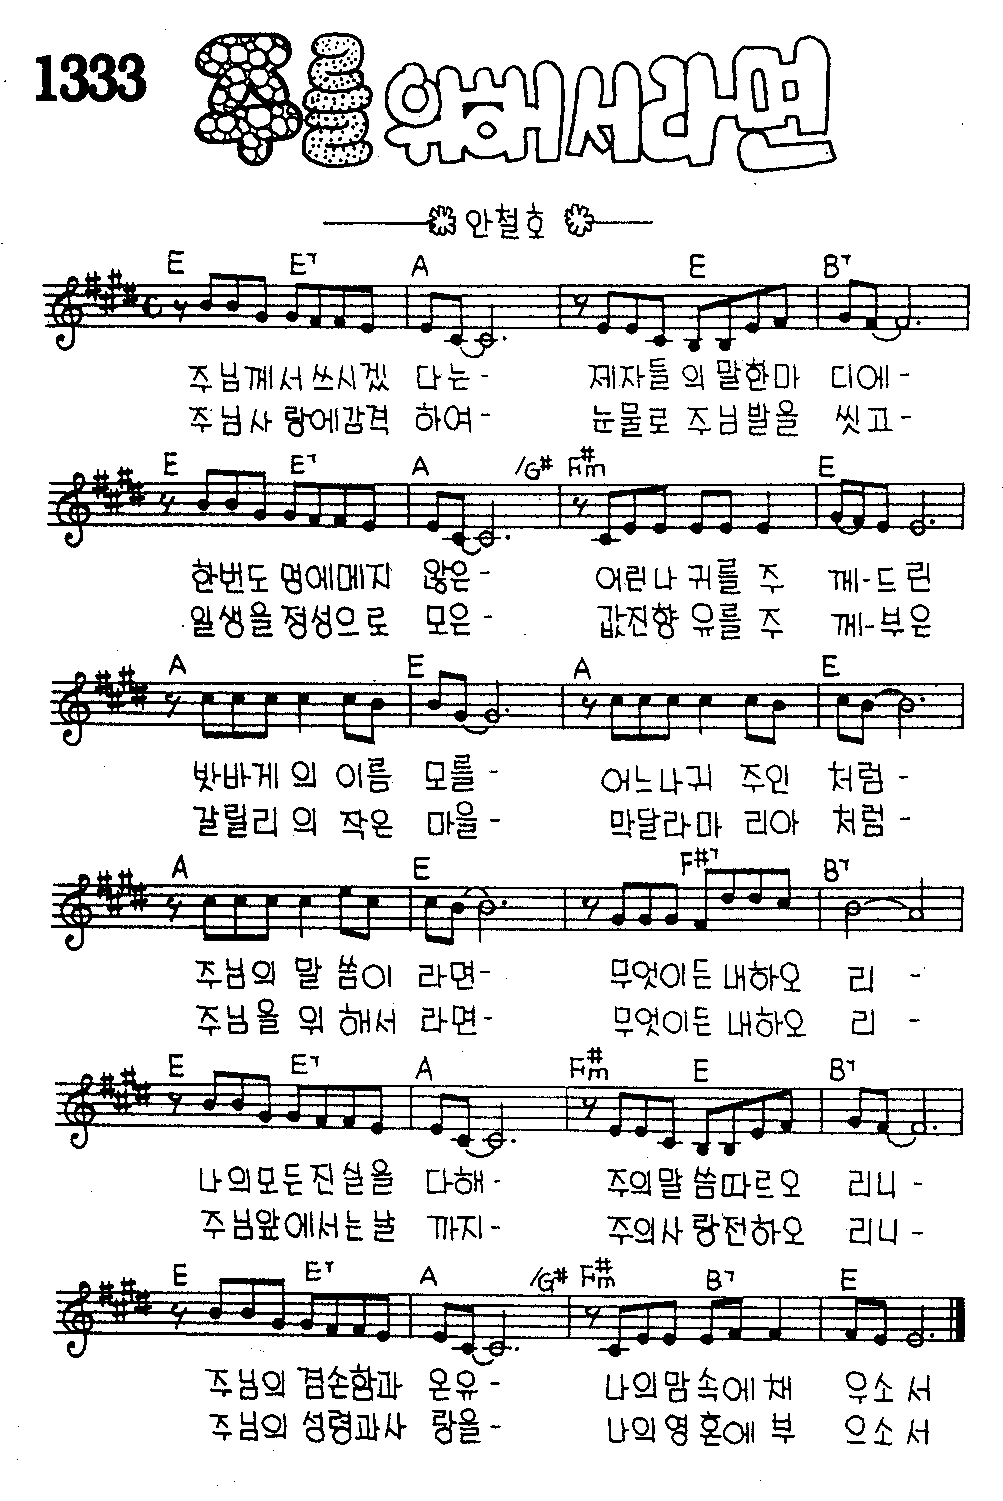 1333 주를 위해서라면
안철호
E E7 A E B7
주님께서쓰시겠 다는- 제자들의말한마 디에-
주님사랑에감격 하여- 눈물로주님발을 씻고-
E E7 A /G# F#m E
한번도멍에메지 않은- 어린나귀를주 께-드린
일생을정성으로 모은- 값진향유를주 께-부은
A E A E
밧바게의이름 모를- 어느나귀주인 처럼-
갈릴리의작은 마을- 막달라마리아 처럼-
A E F#7 B7
주님의말씀이 라면- 무엇이든내하오 리-
주님을위해서 라면- 무엇이든내하오 리-
E E7 A F#m E B7
나의모든진실을 다해- 주의말씀따르오 리니-
주님앞에서는날 까지- 주의사랑전하오 리니-
E E7 A /G# F#m B7 E
주님의겸손함과 온유- 나의맘속에채 우소서
주님의성령과사 랑을- 나의영혼에부 으소서